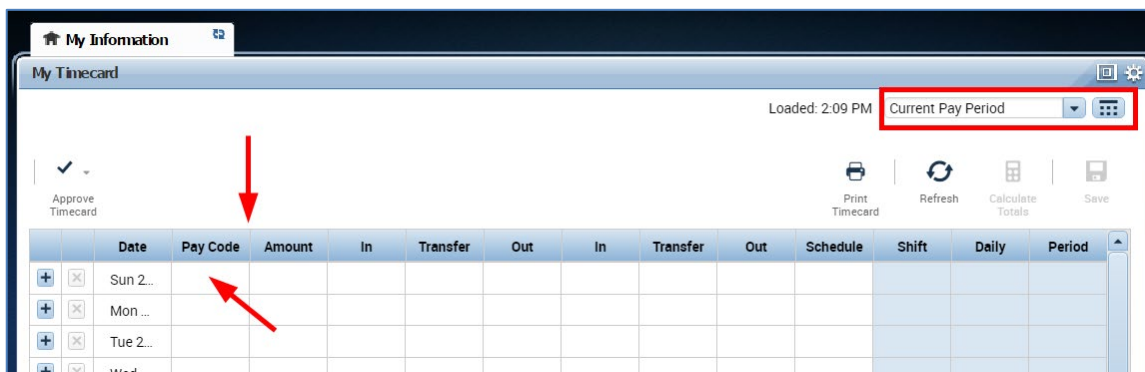 My Information
My Timecard
Loaded: 2:09 PM Current Pay Period
Approve
Timecard
Print
Timecard
Refresh
Calculate
Totals
Save
Date Pay Code Amount In Transfer Out In Transfer Out Schedule Shift Daily Period
Sun 2...
Mon ...
Tue 2...